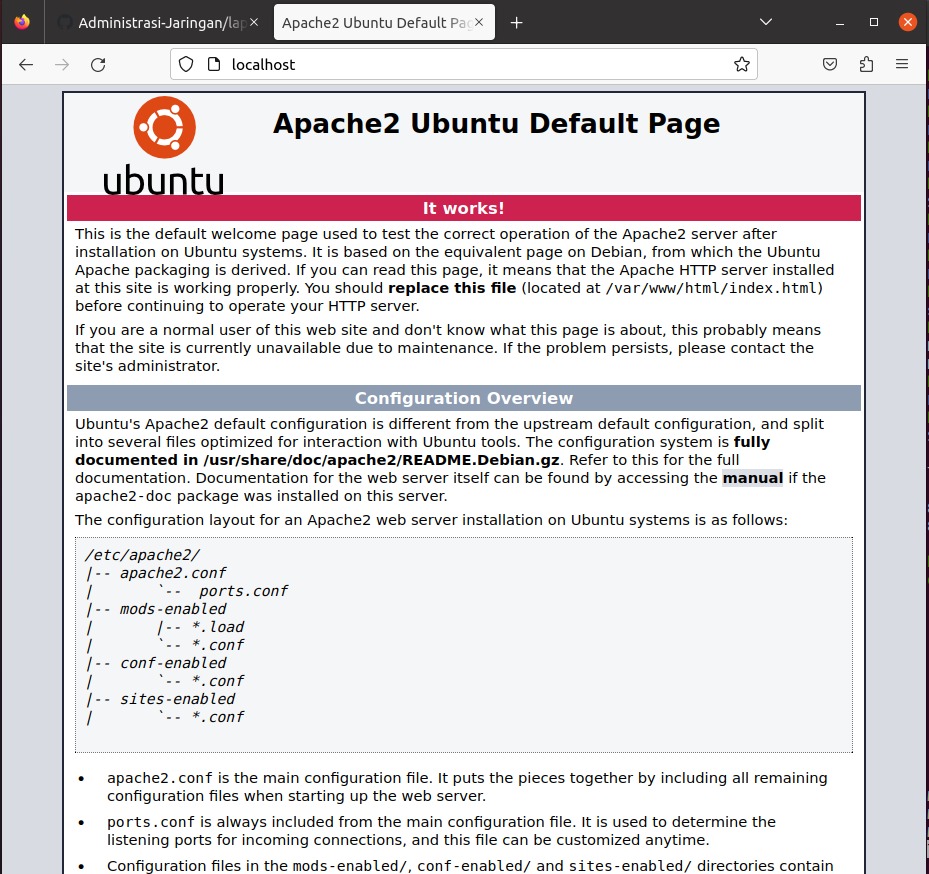 Administrasi-Jaringan/lap
Apache2 Ubuntu Default Pag
localhost
ubuntu
Apache2 Ubuntu Default Page
It works!
This is the default welcome page used to test the correct operation of the Apache2 server after
installation on Ubuntu systems. It is based on the equivalent page on Debian, from which the Ubuntu
Apache packaging is derived. If you can read this page, it means that the Apache HTTP server installed
at this site is working properly. You should replace this file (located at /var/www/html/index.html)
before continuing to operate your HTTP server.
If you are a normal user of this web site and don't know what this page is about, this probably means
that the site is currently unavailable due to maintenance. If the problem persists, please contact the
site's administrator.
Configuration Overview
Ubuntu's Apache2 default configuration is different from the upstream default configuration, and split
into several files optimized for interaction with Ubuntu tools. The configuration system is fully
documented in /usr/share/doc/apache2/README.Debian.gz. Refer to this for the full
documentation. Documentation for the web server itself can be found by accessing the manual if the
apache2-doc package was installed on this server.
The configuration layout for an Apache2 web server installation on Ubuntu systems is as follows:
/etc/apache2/
|-- apache2.conf
|       `--  ports.conf
|-- mods-enabled
|       |-- *.load
|       `-- *.conf
|-- conf-enabled
|       `-- *.conf
|-- sites-enabled
|       `-- *.conf
• apache2.conf is the main configuration file. It puts the pieces together by including all remaining
configuration files when starting up the web server.
• ports.conf is always included from the main configuration file. It is used to determine the
listening ports for incoming connections, and this file can be customized anytime.
• Configuration files in the mods-enabled/, conf-enabled/ and sites-enabled/ directories contain